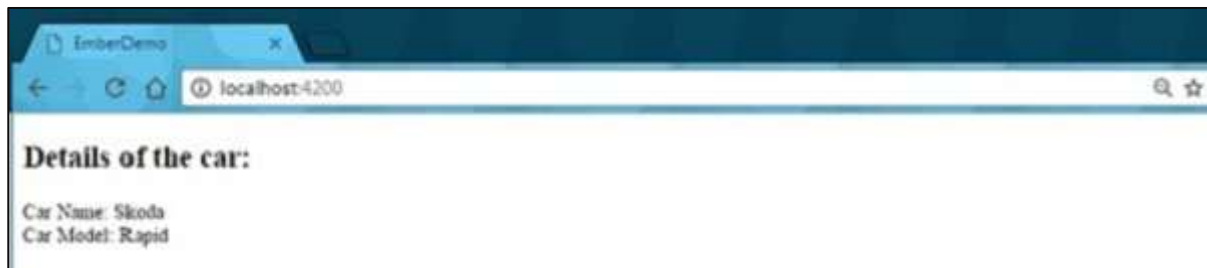 EmberDemo
localhost:4200
Details of the car:
Car Name: Skoda
Car Model: Rapid